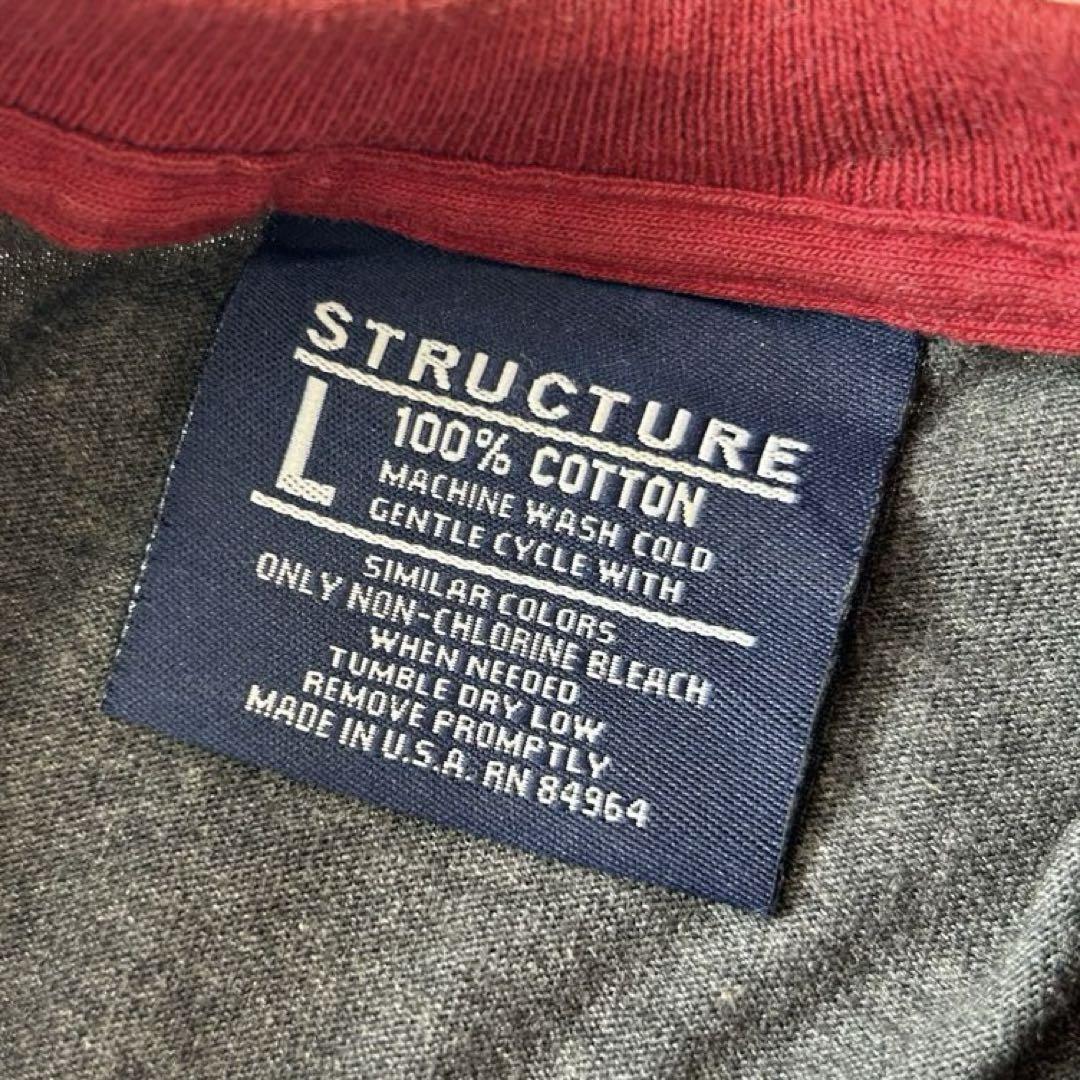 STRUCTURE
L
100% COTTON
MACHINE WASH COLD
GENTLE CYCLE WITH
SIMILAR COLORS
ONLY NON-CHLORINE BLEACH
WHEN NEEDED
TUMBLE DRY LOW
REMOVE PROMPTLY
MADE IN U.S.A. RN 84964